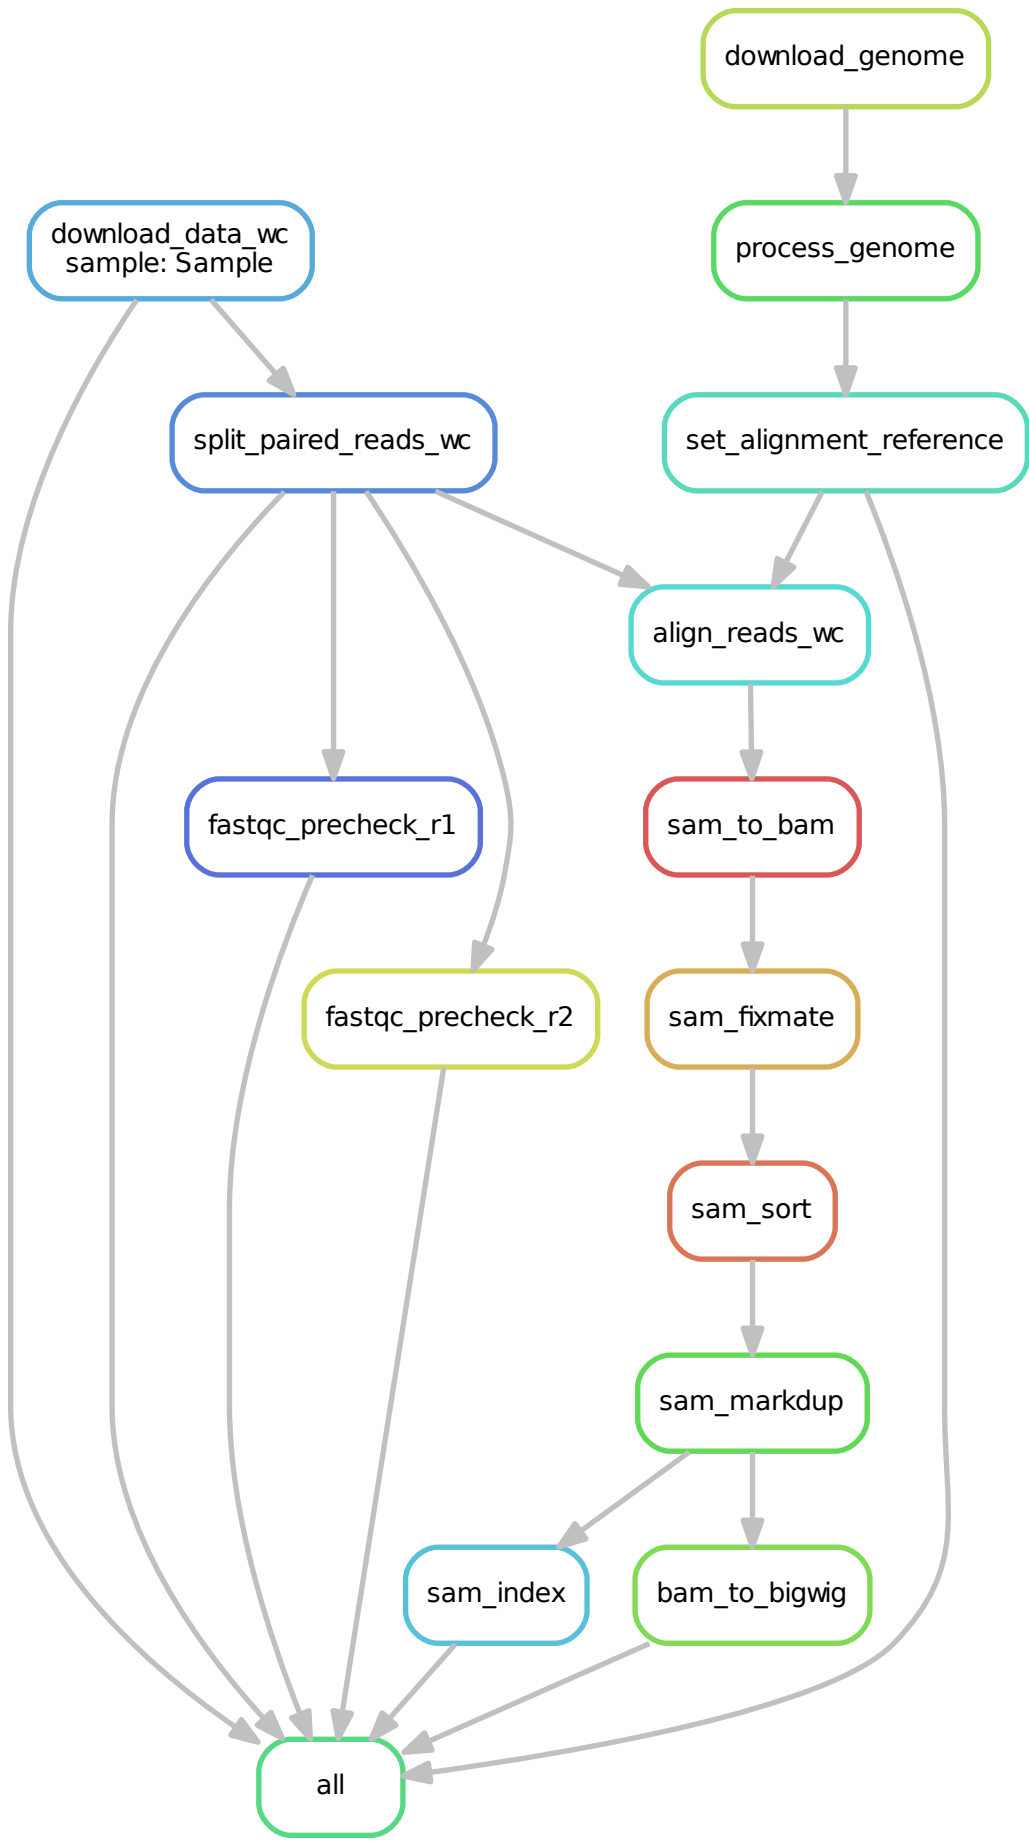 download_genome
process_genome
download_data_wc
sample: Sample
split_paired_reads_wc
set_alignment_reference
align_reads_wc
fastqc_precheck_r1
sam_to_bam
fastqc_precheck_r2
sam_fixmate
sam_sort
sam_markdup
sam_index
bam_to_bigwig
all